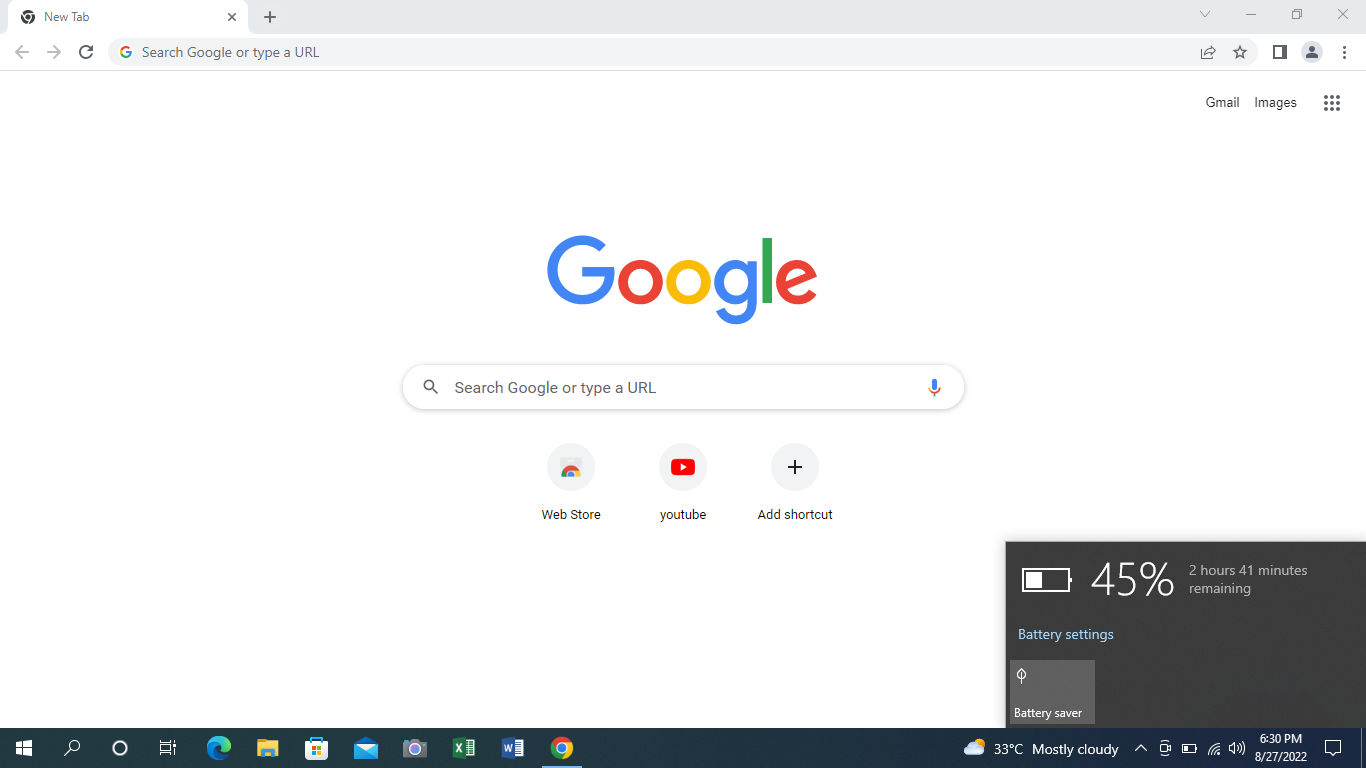 New Tab
Search Google or type a URL
Gmail Images
Google
Search Google or type a URL
Web Store youtube Add shortcut
45% 2 hours 41 minutes
remaining
Battery settings
Battery saver
33°C Mostly cloudy 6:30 PM
8/27/2022